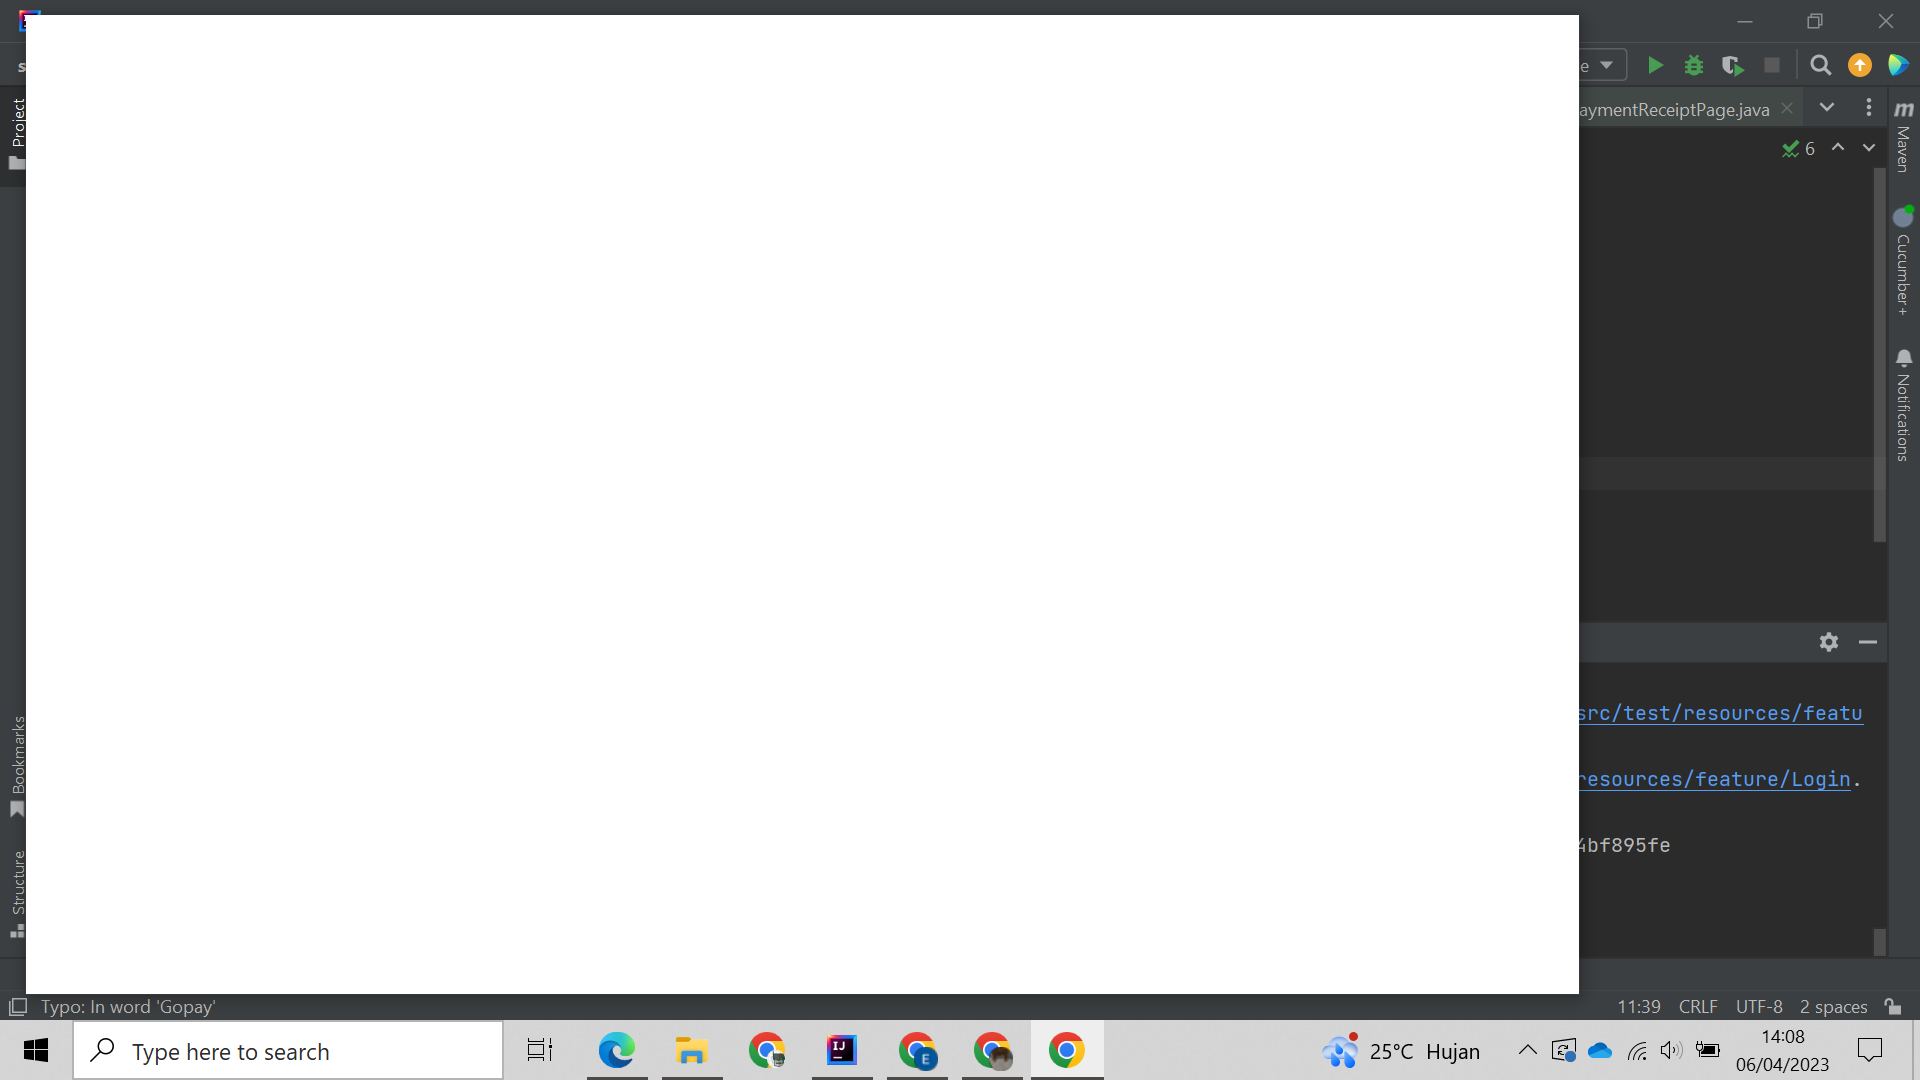 s
e
aymentReceiptPage.java
6
Project
Maven
Cucumber+
Notifications
Bookmarks
Structure
src/test/resources/featu
resources/feature/Login.
4bf895fe
Typo: In word 'Gopay'
11:39 CRLF UTF-8 2 spaces
Type here to search
IJ
E
25°C Hujan
14:08
06/04/2023